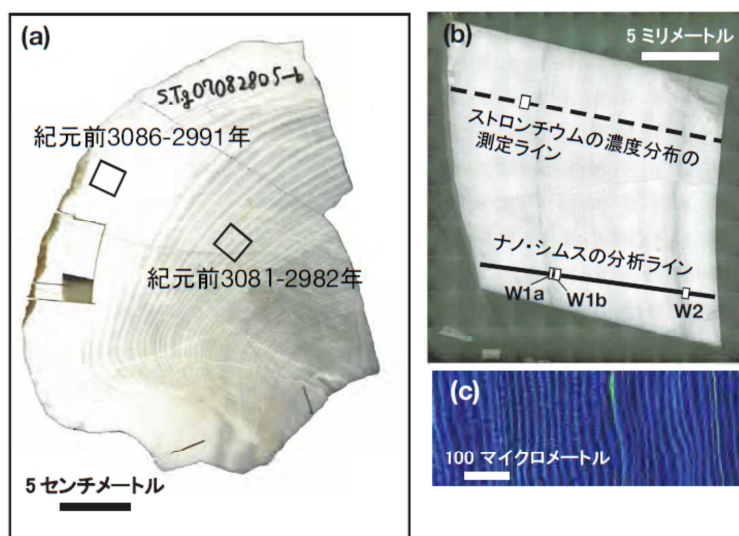 (a)
S.Tg07082805-b
紀元前3086-2991年
紀元前3081-2982年
5 センチメートル
(b)
5 ミリメートル
ストロンチウムの濃度分布の
測定ライン
ナノ・シムスの分析ライン
W1a
W1b
W2
(c)
100 マイクロメートル